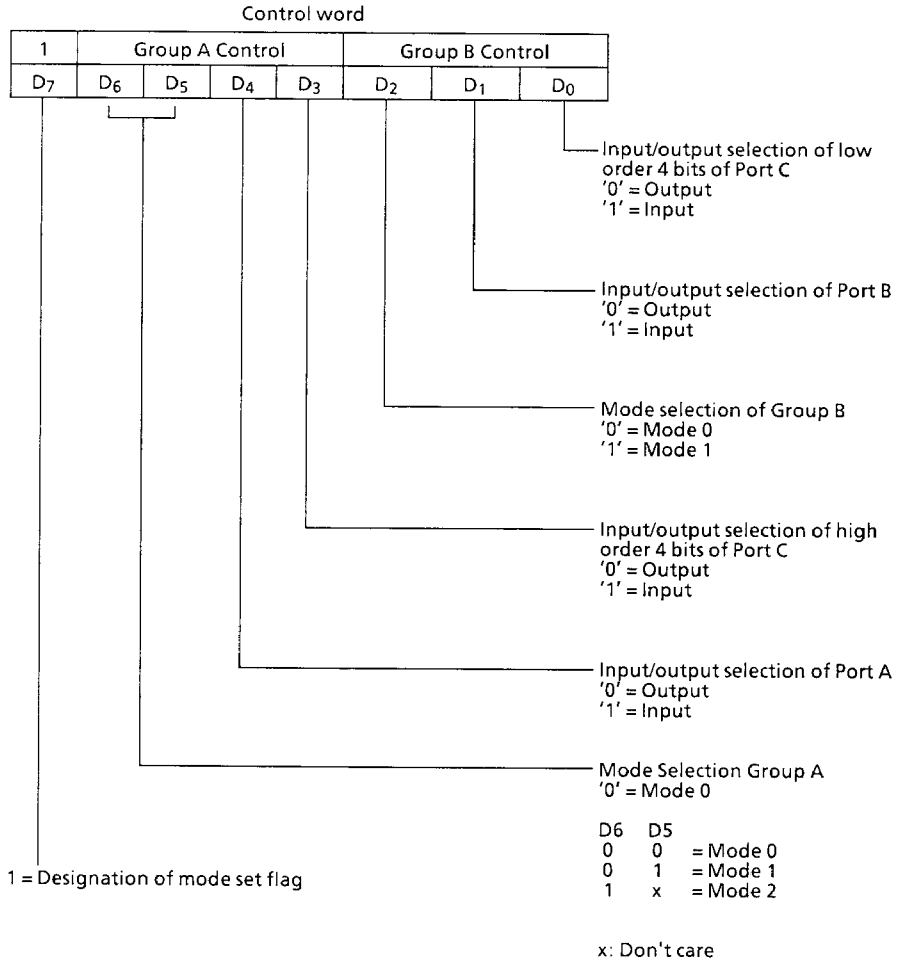 Control word
1 Group A Control Group B Control
D7 D6 D5 D4 D3 D2 D1 D0
Input/output selection of low
order 4 bits of Port C
'0' = Output
'1' = Input
Input/output selection of Port B
'0' = Output
'1' = Input
Mode selection of Group B
'0' = Mode 0
'1' = Mode 1
Input/output selection of high
order 4 bits of Port C
'0' = Output
'1' = Input
Input/output selection of Port A
'0' = Output
'1' = Input
Mode Selection Group A
'0' = Mode 0
D6 D5
0 0 = Mode 0
0 1 = Mode 1
1 x = Mode 2
1 = Designation of mode set flag
x: Don't care